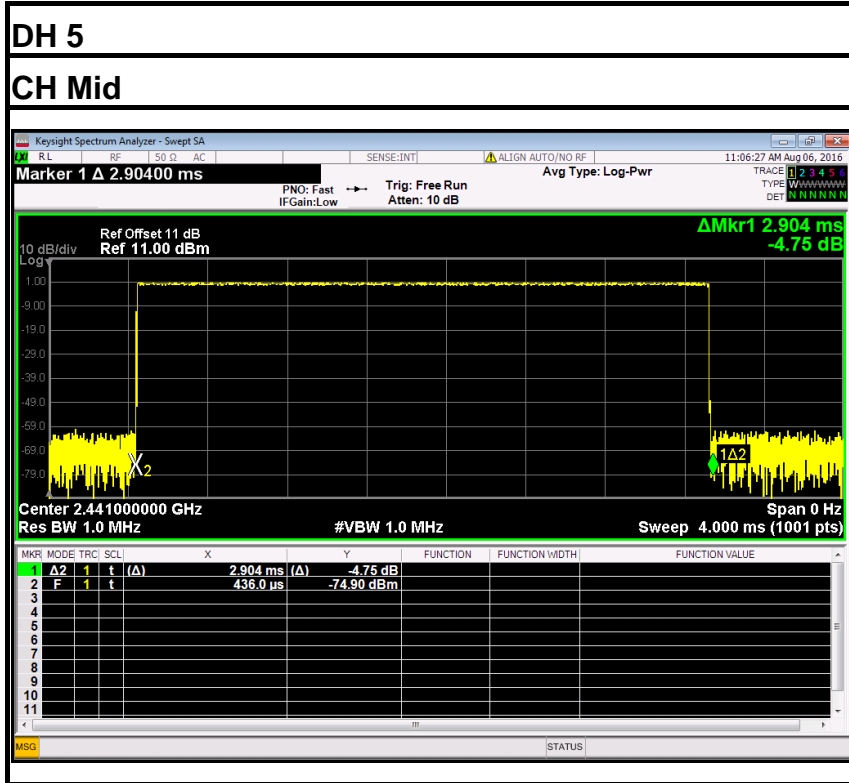 DH 5
CH Mid
Keysight Spectrum Analyzer - Swept SA
LXI RL RF 50 Ω AC SENSE:INT ALIGN AUTO/NO RF 11:06:27 AM Aug 06, 2016
Marker 1 Δ 2.90400 ms
PNO: Fast
IFGain:Low
Trig: Free Run
Atten: 10 dB
Avg Type: Log-Pwr
TRACE 1 2 3 4 5 6
TYPE WWWWWW
DET N N N N N N
ΔMkr1 2.904 ms
-4.75 dB
Ref Offset 11 dB
10 dB/div Ref 11.00 dBm
Log
1.00
-9.00
-19.0
-29.0
-39.0
-49.0
-59.0
-69.0
-79.0
X2
1Δ2
Center 2.441000000 GHz Span 0 Hz
Res BW 1.0 MHz #VBW 1.0 MHz Sweep 4.000 ms (1001 pts)
MKR MODE TRC SCL X Y FUNCTION FUNCTION WIDTH FUNCTION VALUE
1 Δ2 1 t (Δ) 2.904 ms (Δ) -4.75 dB
2 F 1 t 436.0 µs -74.90 dBm
3
4
5
6
7
8
9
10
11
MSG STATUS